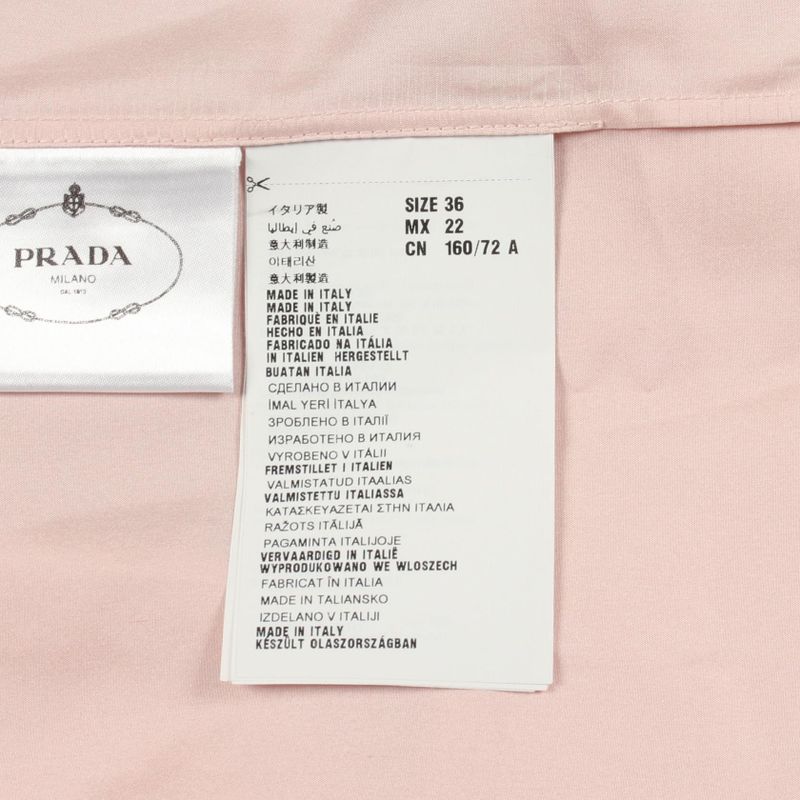 PRADA
MILANO
DAL 1913
イタリア製
صنع في إيطاليا
意大利制造
이태리산
意大利製造
SIZE 36
MX 22
CN 160/72 A
MADE IN ITALY
MADE IN ITALY
FABRIQUÈ EN ITALIE
HECHO EN ITALIA
FABRICADO NA ITÁLIA
IN ITALIEN HERGESTELLT
BUATAN ITALIA
СДЕЛАНО В ИТАЛИИ
İMAL YERİ İTALYA
ЗРОБЛЕНО В ІТАЛІЇ
ИЗРАБОТЕНО В ИТАЛИЯ
VYROBENO V ITÁLII
FREMSTILLET I ITALIEN
VALMISTATUD ITAALIAS
VALMISTETTU ITALIASSA
ΚΑΤΑΣΚΕΥΑΖΕΤΑΙ ΣΤΗΝ ΙΤΑΛΙΑ
RAŽOTS ITĀLIJĀ
PAGAMINTA ITALIJOJE
VERVAARDIGD IN ITALIË
WYPRODUKOWANO WE WLOSZECH
FABRICAT ÎN ITALIA
MADE IN TALIANSKO
IZDELANO V ITALIJI
MADE IN ITALY
KÉSZÜLT OLASZORSZÁGBAN